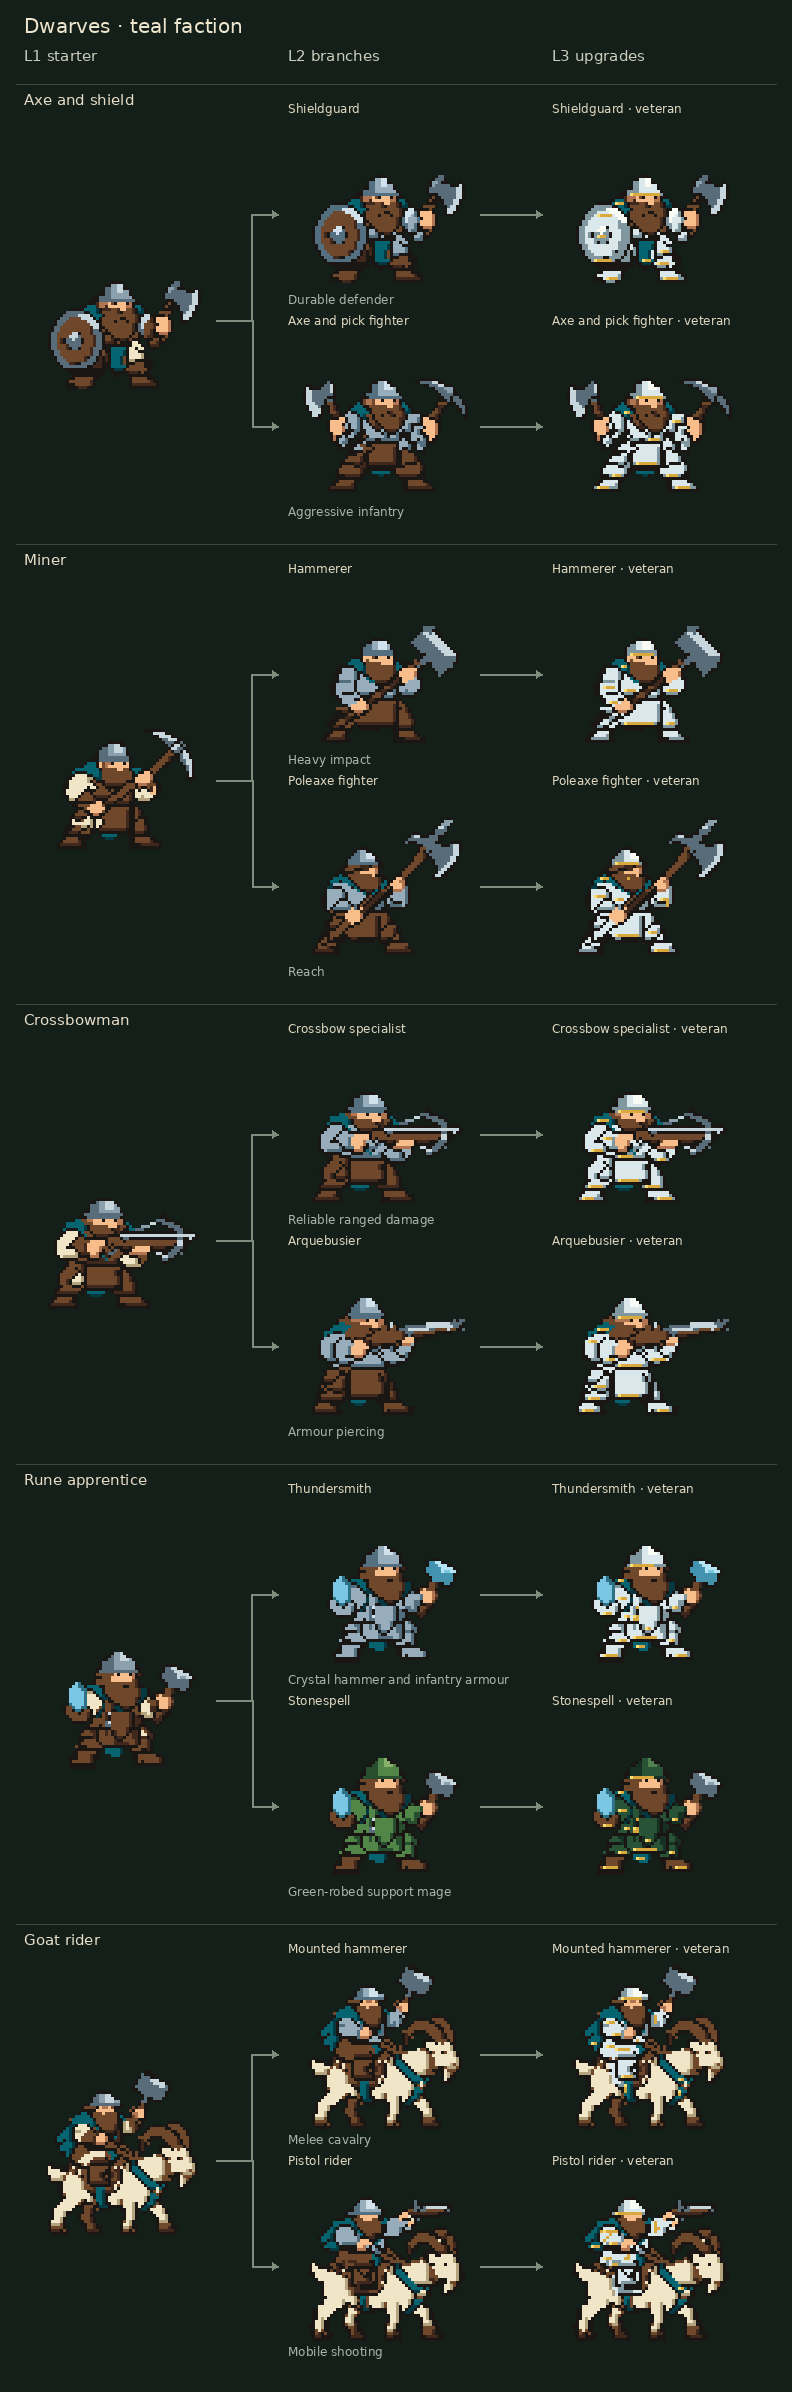 Dwarves · teal faction
L1 starter
L2 branches
L3 upgrades
Axe and shield
Shieldguard
Shieldguard · veteran
Durable defender
Axe and pick fighter
Axe and pick fighter · veteran
Aggressive infantry
Miner
Hammerer
Hammerer · veteran
Heavy impact
Poleaxe fighter
Poleaxe fighter · veteran
Reach
Crossbowman
Crossbow specialist
Crossbow specialist · veteran
Reliable ranged damage
Arquebusier
Arquebusier · veteran
Armour piercing
Rune apprentice
Thundersmith
Thundersmith · veteran
Crystal hammer and infantry armour
Stonespell
Stonespell · veteran
Green-robed support mage
Goat rider
Mounted hammerer
Mounted hammerer · veteran
Melee cavalry
Pistol rider
Pistol rider · veteran
Mobile shooting